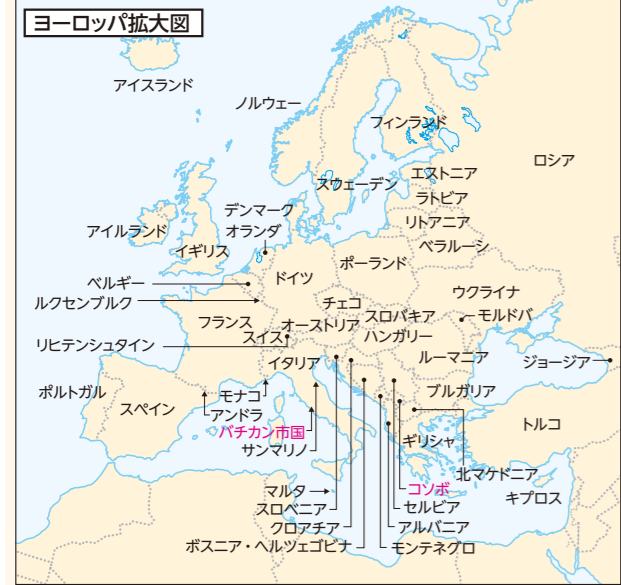 ヨーロッパ拡大図
アイスランド
ノルウェー
フィンランド
ロシア
スウェーデン
エストニア
ラトビア
リトアニア
ベラルーシ
デンマーク
オランダ
アイルランド
イギリス
ベルギー
ドイツ
ポーランド
ルクセンブルク
チェコ
ウクライナ
フランス
オーストリア
スロバキア
モルドバ
スイス
ハンガリー
リヒテンシュタイン
イタリア
ルーマニア
ジョージア
ポルトガル
スペイン
モナコ
アンドラ
ブルガリア
バチカン市国
サンマリノ
ギリシャ
トルコ
北マケドニア
マルタ
コソボ
キプロス
スロベニア
セルビア
クロアチア
アルバニア
ボスニア・ヘルツェゴビナ
モンテネグロ